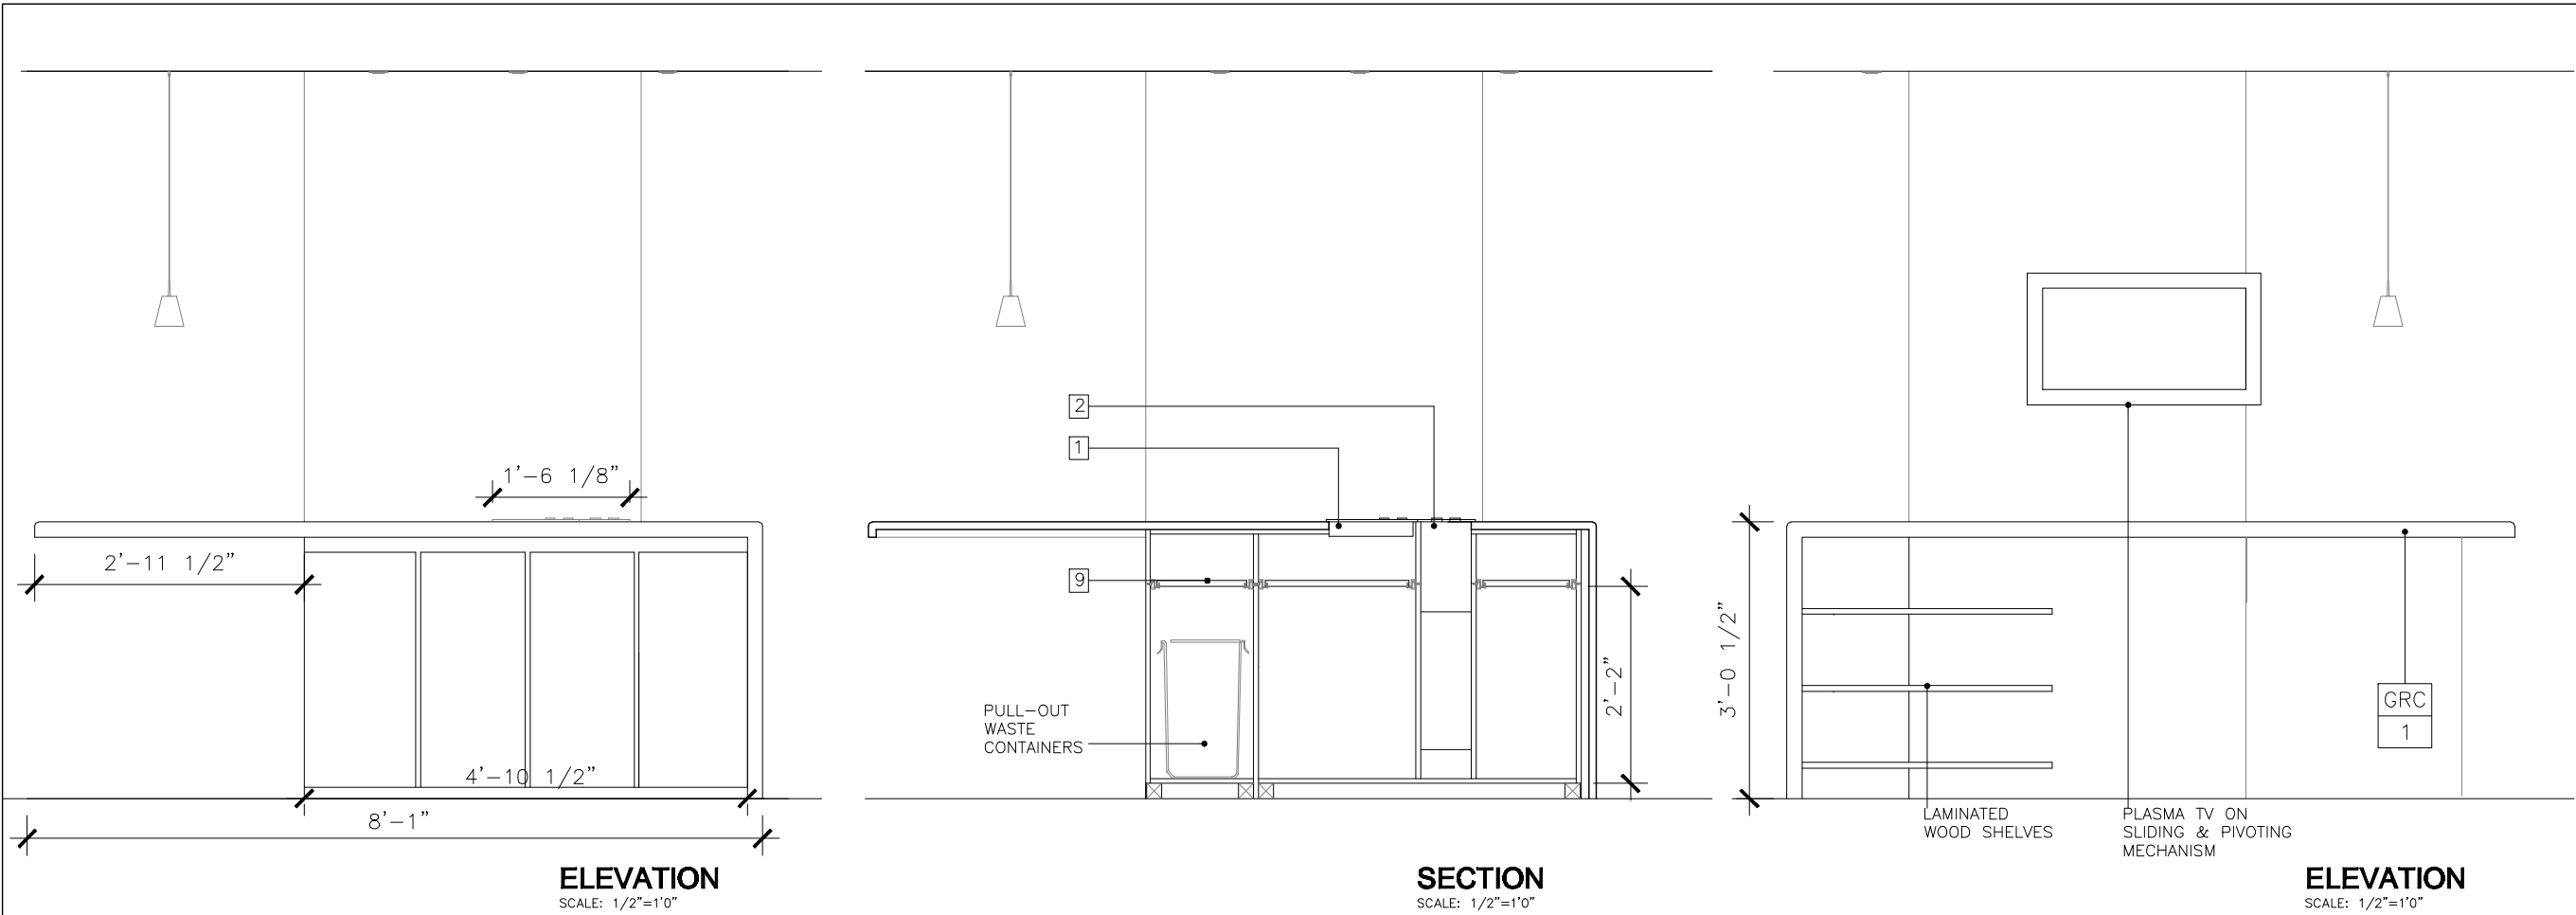 1'-6 1/8"
2'-11 1/2"
4'-10 1/2"
8'-1"
ELEVATION
SCALE: 1/2"=1'0"
2
1
9
PULL-OUT
WASTE
CONTAINERS
2'-2"
SECTION
SCALE: 1/2"=1'0"
3'-0 1/2"
GRC
1
LAMINATED
WOOD SHELVES
PLASMA TV ON
SLIDING & PIVOTING
MECHANISM
ELEVATION
SCALE: 1/2"=1'0"